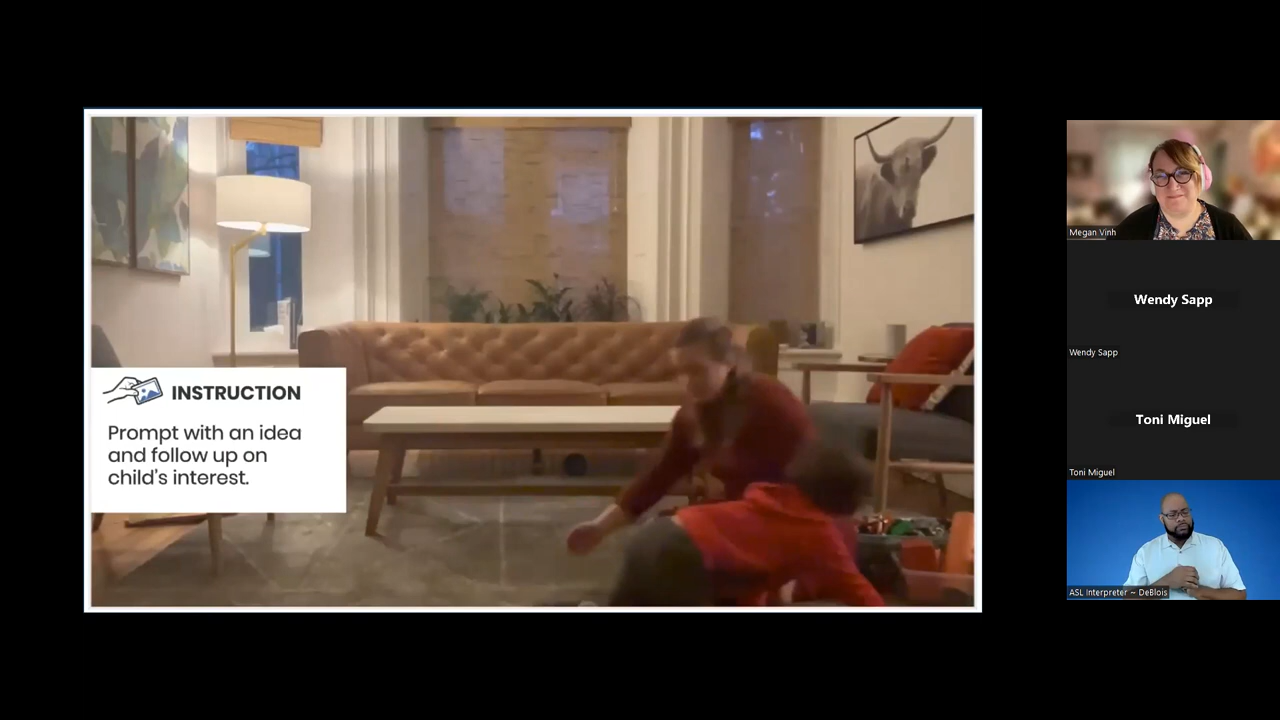 INSTRUCTION
Prompt with an idea
and follow up on
child's interest.
Megan Vinh
Wendy Sapp
Wendy Sapp
Toni Miguel
Toni Miguel
ASL Interpreter ~ DeBlois